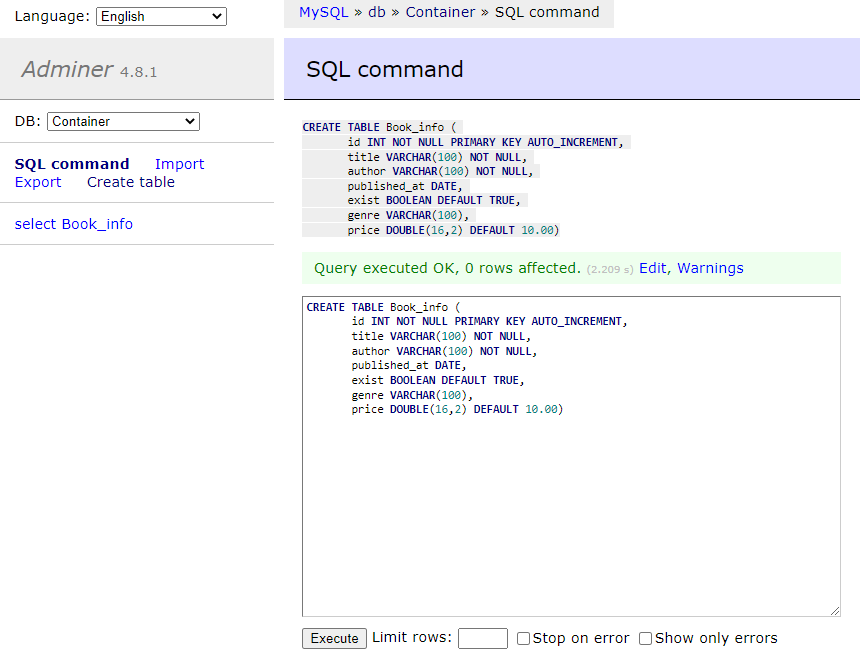 Language: English
MySQL » db » Container » SQL command
Adminer 4.8.1
SQL command
DB: Container
SQL command Import
Export Create table
select Book_info
CREATE TABLE Book_info (
id INT NOT NULL PRIMARY KEY AUTO_INCREMENT,
title VARCHAR(100) NOT NULL,
author VARCHAR(100) NOT NULL,
published_at DATE,
exist BOOLEAN DEFAULT TRUE,
genre VARCHAR(100),
price DOUBLE(16,2) DEFAULT 10.00)
Query executed OK, 0 rows affected. (2.209 s) Edit, Warnings
CREATE TABLE Book_info (
id INT NOT NULL PRIMARY KEY AUTO_INCREMENT,
title VARCHAR(100) NOT NULL,
author VARCHAR(100) NOT NULL,
published_at DATE,
exist BOOLEAN DEFAULT TRUE,
genre VARCHAR(100),
price DOUBLE(16,2) DEFAULT 10.00)
Execute Limit rows: Stop on error Show only errors